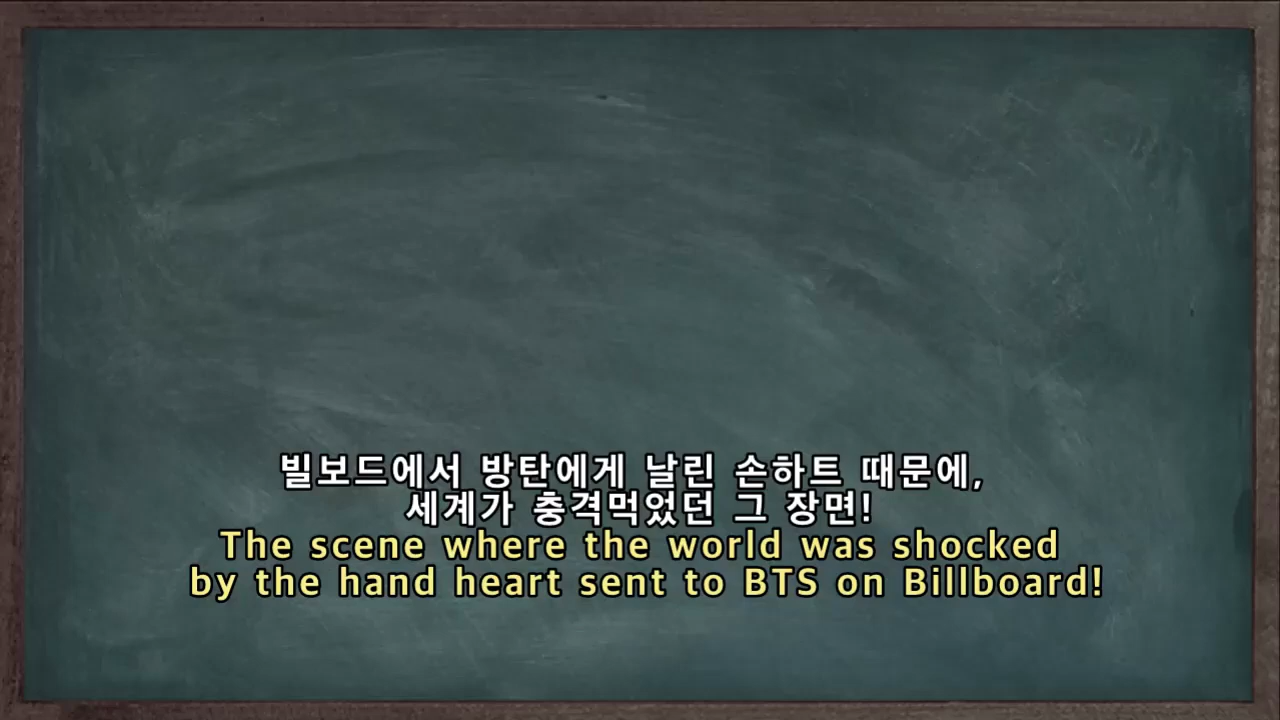 빌보드에서 방탄에게 날린 손하트 때문에,
세계가 충격먹었던 그 장면!
The scene where the world was shocked
by the hand heart sent to BTS on Billboard!